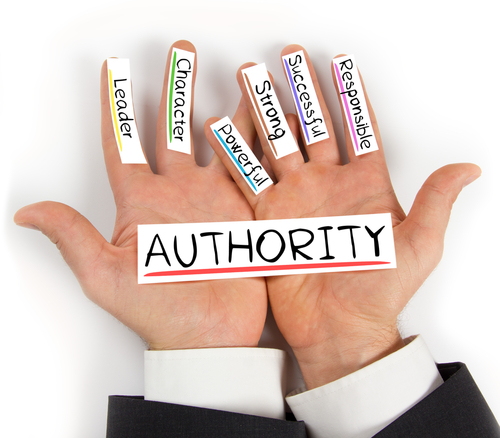 Leader
Character
Powerful
Strong
Successful
Responsible
AUTHORITY